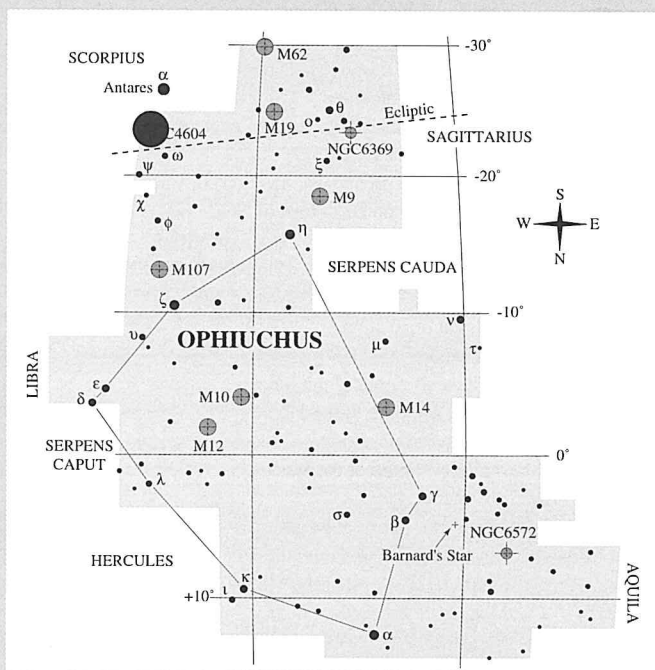 M62
-30°
SCORPIUS
α
Antares
θ
Ecliptic
ο
M19
C4604
NGC6369
SAGITTARIUS
ω
ψ
ξ
-20°
χ
M9
φ
S
W E
N
η
M107
SERPENS CAUDA
ζ
-10°
ν
υ
OPHIUCHUS
μ
τ
LIBRA
ε
δ
M10
M14
M12
SERPENS
CAPUT
0°
λ
γ
σ
β
NGC6572
HERCULES
Barnard's Star
κ
ι
+10°
AQUILA
α